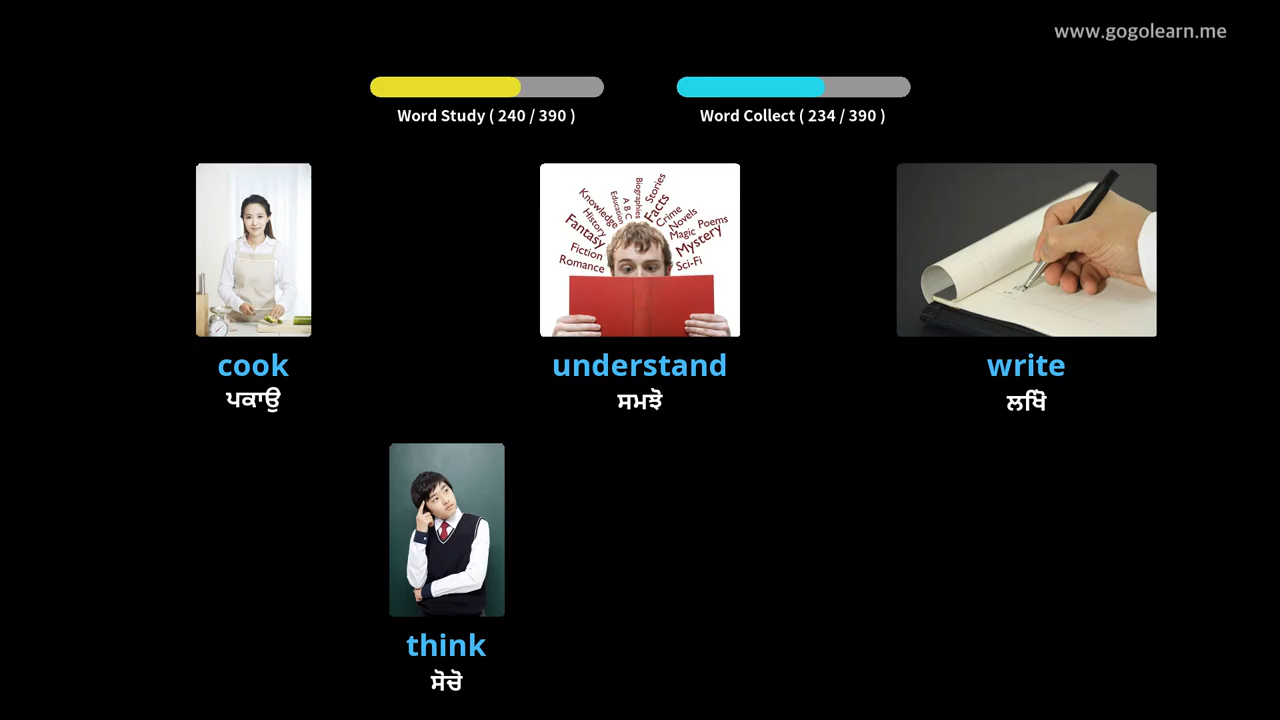 www.gogolearn.me
Word Study ( 240 / 390 )
Word Collect ( 234 / 390 )
Stories
Biographies
Facts
Knowledge
Education
A B C
Crime
History
Novels
Poems
Fantasy
Magic
Mystery
Fiction
Sci-Fi
Romance
cook
ਪਕਾਉ
understand
ਸਮਝੋ
write
ਲਿਖੋ
think
ਸੋਚੋ